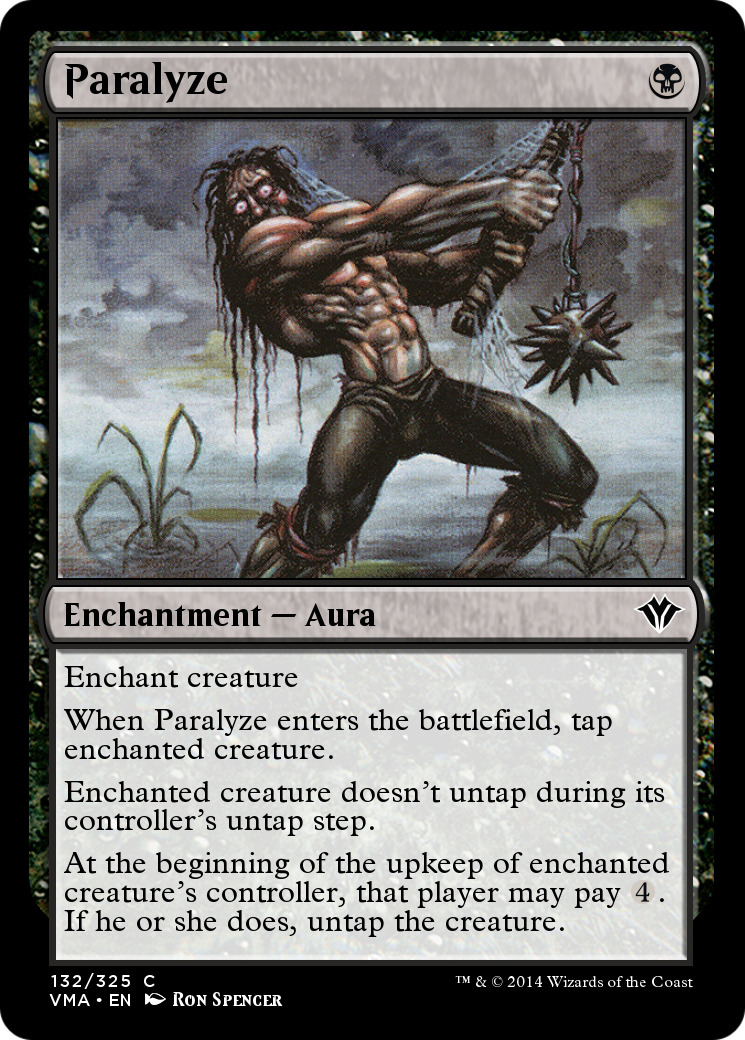 Paralyze
Enchantment — Aura
Enchant creature
When Paralyze enters the battlefield, tap
enchanted creature.
Enchanted creature doesn't untap during its
controller's untap step.
At the beginning of the upkeep of enchanted
creature's controller, that player may pay 4.
If he or she does, untap the creature.
132/325 C
VMA • EN Ron Spencer
™ & © 2014 Wizards of the Coast